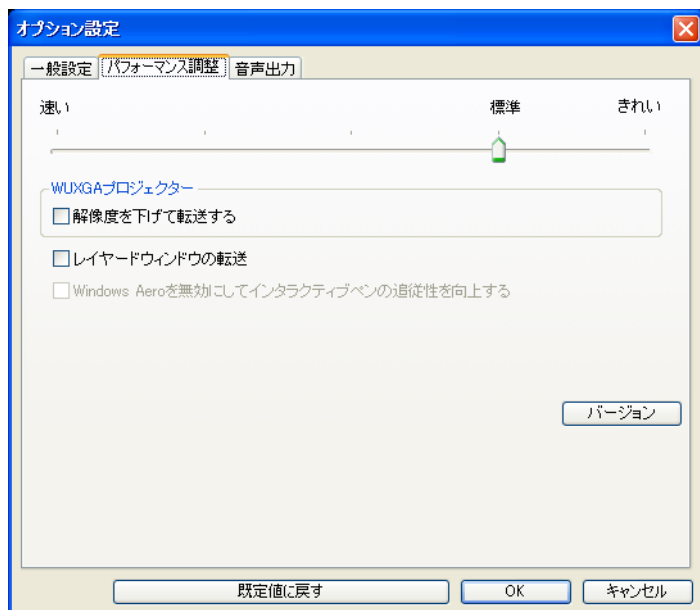 オプション設定
一般設定 パフォーマンス調整 音声出力
速い 標準 きれい
WUXGAプロジェクター
解像度を下げて転送する
レイヤードウィンドウの転送
Windows Aeroを無効にしてインタラクティブペンの追従性を向上する
バージョン
既定値に戻す OK キャンセル